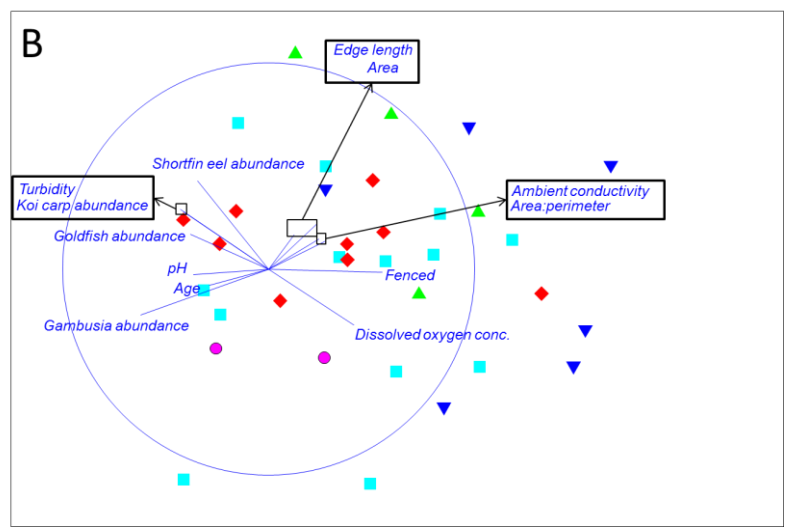 B
Edge length
Area
Shortfin eel abundance
Turbidity
Koi carp abundance
Ambient conductivity
Area:perimeter
Goldfish abundance
pH
Fenced
Age
Gambusia abundance
Dissolved oxygen conc.